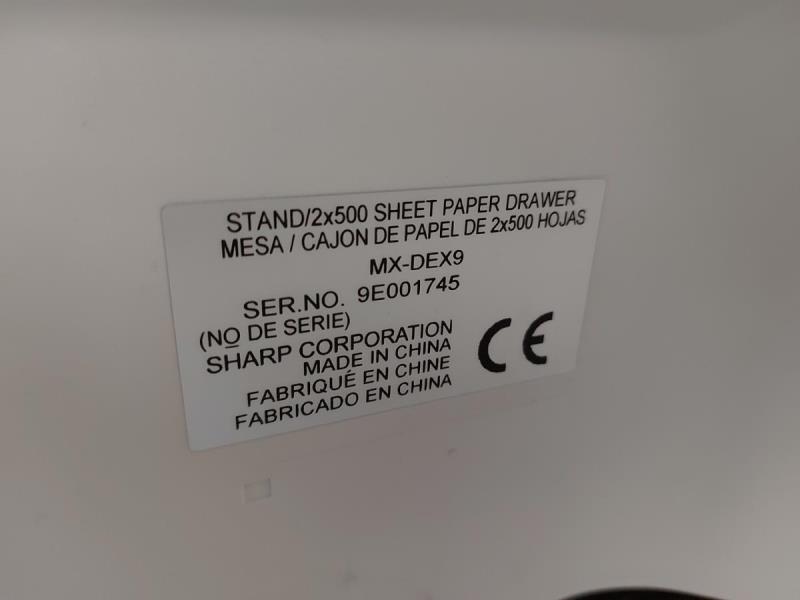 STAND/2x500 SHEET PAPER DRAWER
MESA / CAJON DE PAPEL DE 2x500 HOJAS
MX-DEX9
SER.NO. 9E001745
(NO DE SERIE)
SHARP CORPORATION
MADE IN CHINA
FABRIQUÉ EN CHINE
FABRICADO EN CHINA
CE